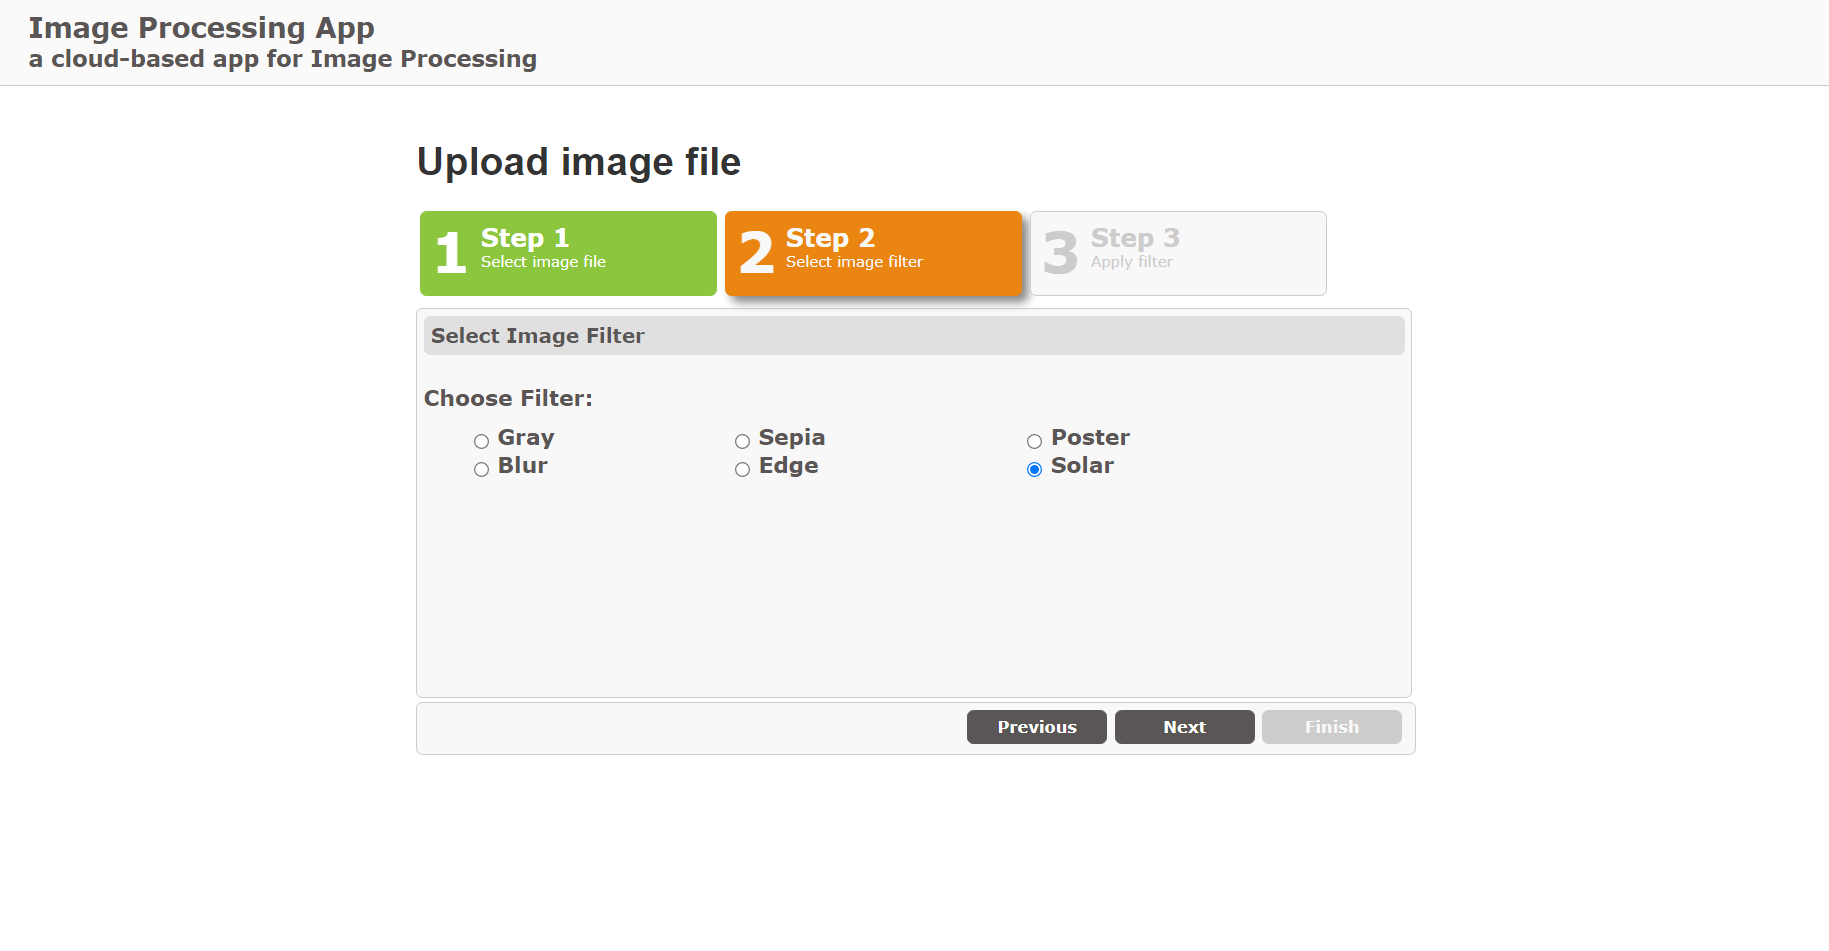 Image Processing App
a cloud-based app for Image Processing
Upload image file
1 Step 1
Select image file
2 Step 2
Select image filter
3 Step 3
Apply filter
Select Image Filter
Choose Filter:
Gray Sepia Poster
Blur Edge Solar
Previous Next Finish